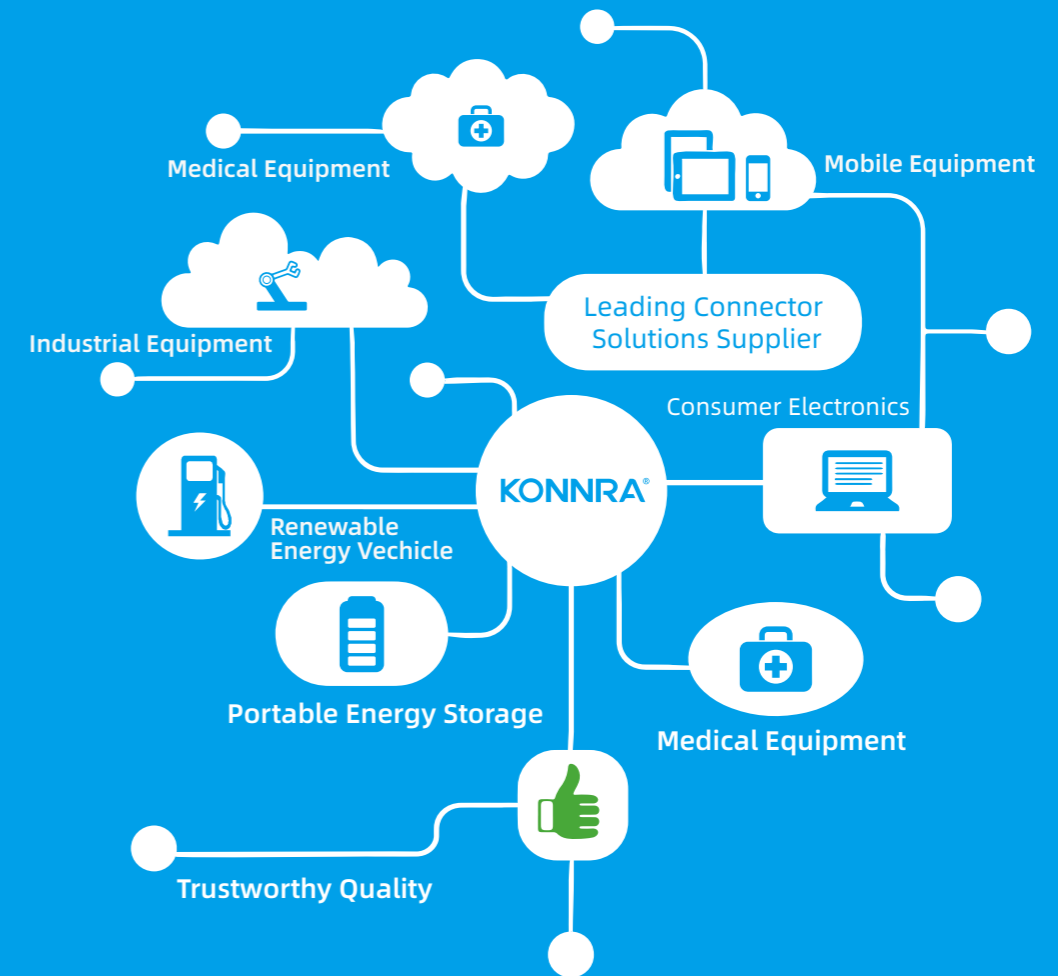 Medical Equipment
Mobile Equipment
Leading Connector
Solutions Supplier
Industrial Equipment
Consumer Electronics
KONNRA®
Renewable
Energy Vechicle
Portable Energy Storage
Medical Equipment
Trustworthy Quality